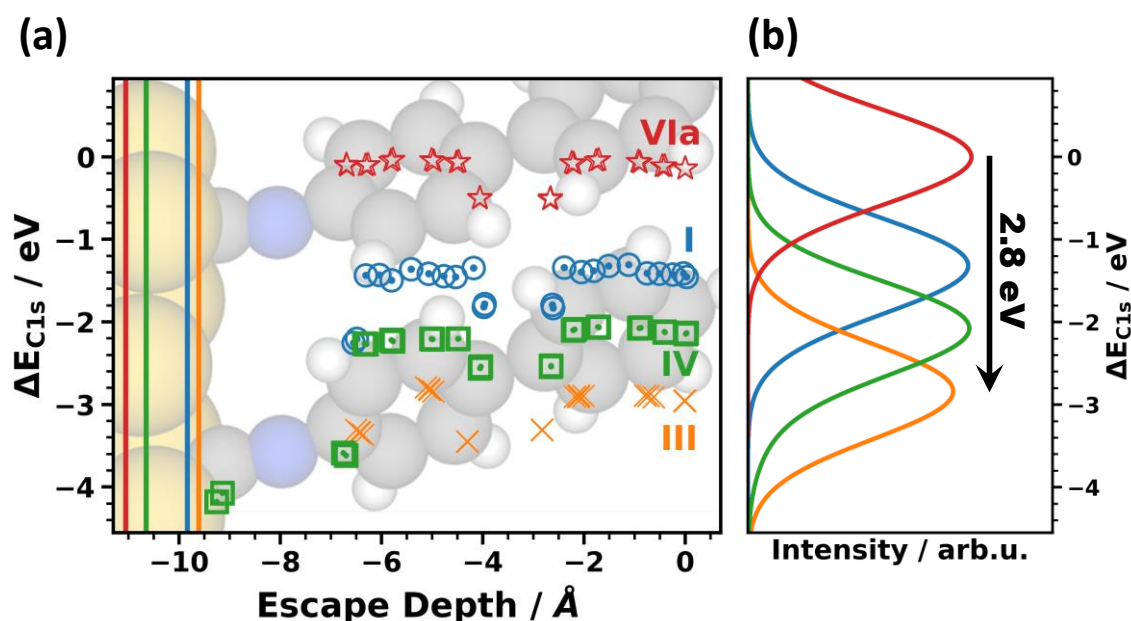 (a)
(b)
ΔE_C1s / eV
0
−1
−2
−3
−4
VIa
I
IV
III
−10
−8
−6
−4
−2
0
Escape Depth / Å
2.8 eV
0
−1
−2
−3
−4
ΔE_C1s / eV
Intensity / arb.u.